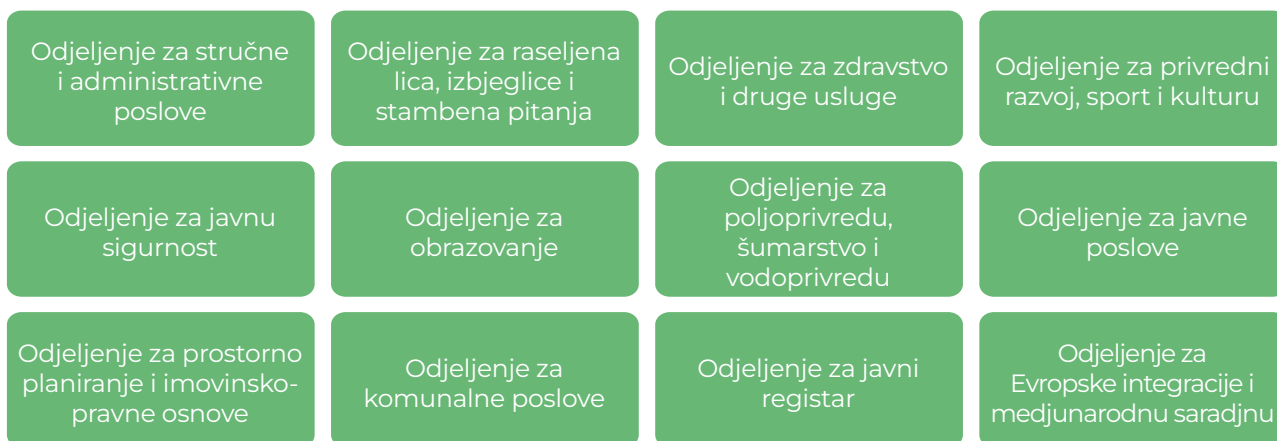 Odjeljenje za stručne
i administrativne
poslove
Odjeljenje za raseljena
lica, izbjeglice i
stambena pitanja
Odjeljenje za zdravstvo
i druge usluge
Odjeljenje za privredni
razvoj, sport i kulturu
Odjeljenje za javnu
sigurnost
Odjeljenje za
obrazovanje
Odjeljenje za
poljoprivredu,
šumarstvo i
vodoprivredu
Odjeljenje za javne
poslove
Odjeljenje za prostorno
planiranje i imovinsko-
pravne osnove
Odjeljenje za
komunalne poslove
Odjeljenje za javni
registar
Odjeljenje za
Evropske integracije i
medjunarodnu saradjnu